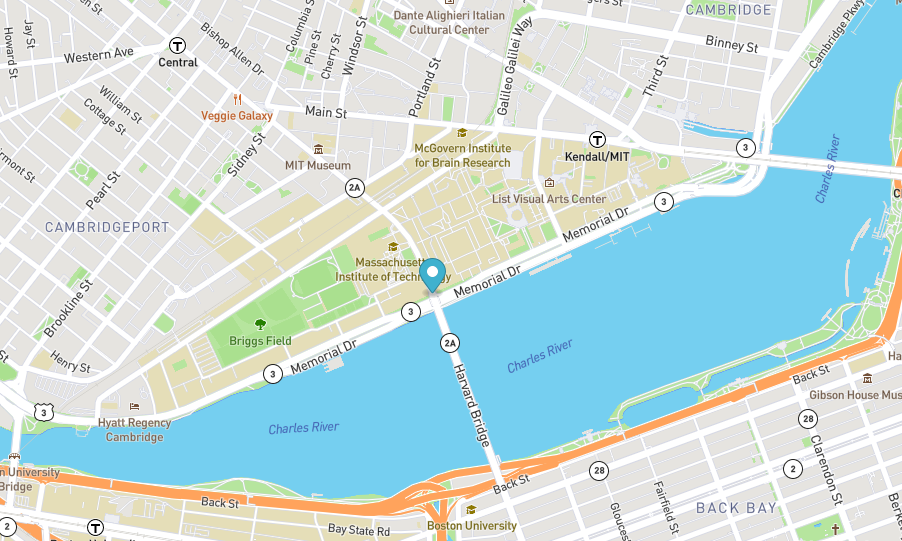 CAMBRIDGE
Dante Alighieri Italian
Cultural Center
Binney St
Cambridge Pkwy
Columbia St
Windsor St
Pine St
Cherry St
Howard St
Jay St
Western Ave
T
Central
Bishop Allen Dr
Portland St
Galileo Galilei Way
Third St
William St
Cottage St
Veggie Galaxy
Main St
Sidney St
McGovern Institute
for Brain Research
T
Kendall/MIT
3
MIT Museum
Pearl St
2A
List Visual Arts Center
3
Charles River
CAMBRIDGEPORT
Memorial Dr
Massachusetts
Institute of Technology
Memorial Dr
Brookline St
3
Briggs Field
2A
Memorial Dr
Charles River
Henry St
3
Harvard Bridge
Back St
Gibson House
3
Hyatt Regency
Cambridge
Charles River
28
Clarendon St
University
Bridge
28
2
Back St
Back St
Fairfield St
BACK BAY
2
T
Bay State Rd
Boston University